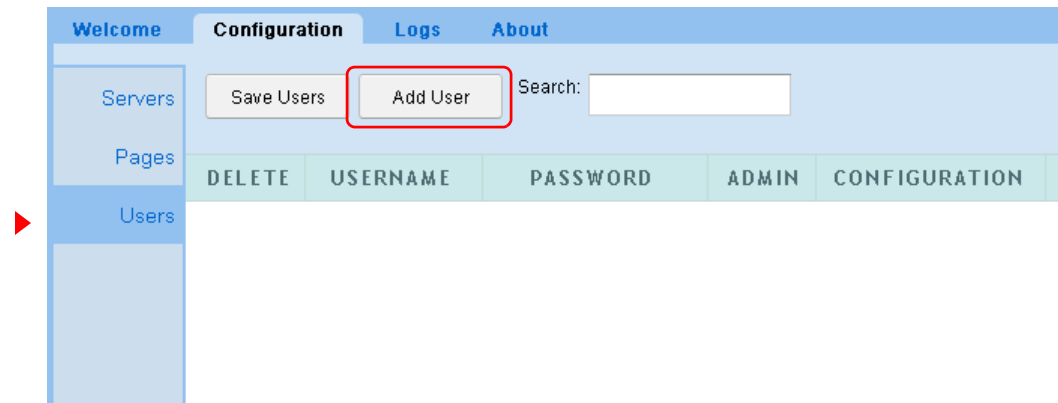 Welcome Configuration Logs About
Servers
Pages
Users
Save Users Add User Search:
DELETE USERNAME PASSWORD ADMIN CONFIGURATION